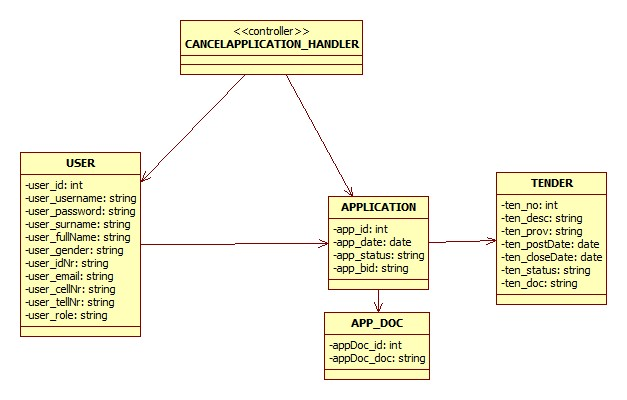 <<controller>>
CANCELAPPLICATION_HANDLER
USER
-user_id: int
-user_username: string
-user_password: string
-user_surname: string
-user_fullName: string
-user_gender: string
-user_idNr: string
-user_email: string
-user_cellNr: string
-user_tellNr: string
-user_role: string
APPLICATION
-app_id: int
-app_date: date
-app_status: string
-app_bid: string
TENDER
-ten_no: int
-ten_desc: string
-ten_prov: string
-ten_postDate: date
-ten_closeDate: date
-ten_status: string
-ten_doc: string
APP_DOC
-appDoc_id: int
-appDoc_doc: string